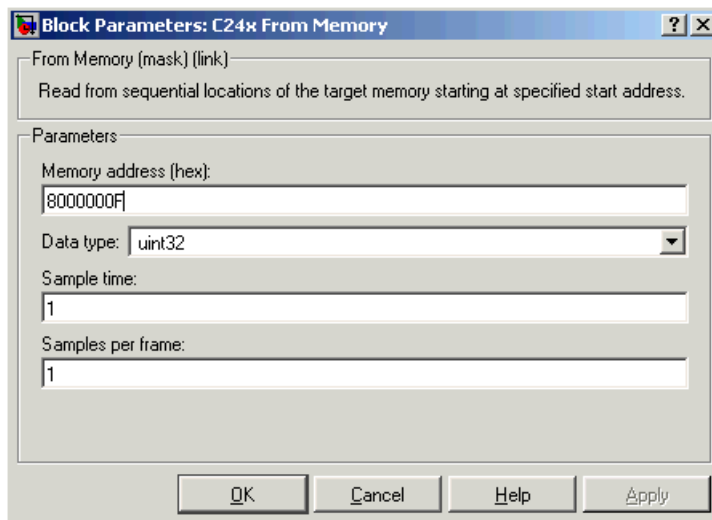 Block Parameters: C24x From Memory
From Memory (mask) (link)
Read from sequential locations of the target memory starting at specified start address.
Parameters
Memory address (hex):
8000000F
Data type: uint32
Sample time:
1
Samples per frame:
1
OK Cancel Help Apply